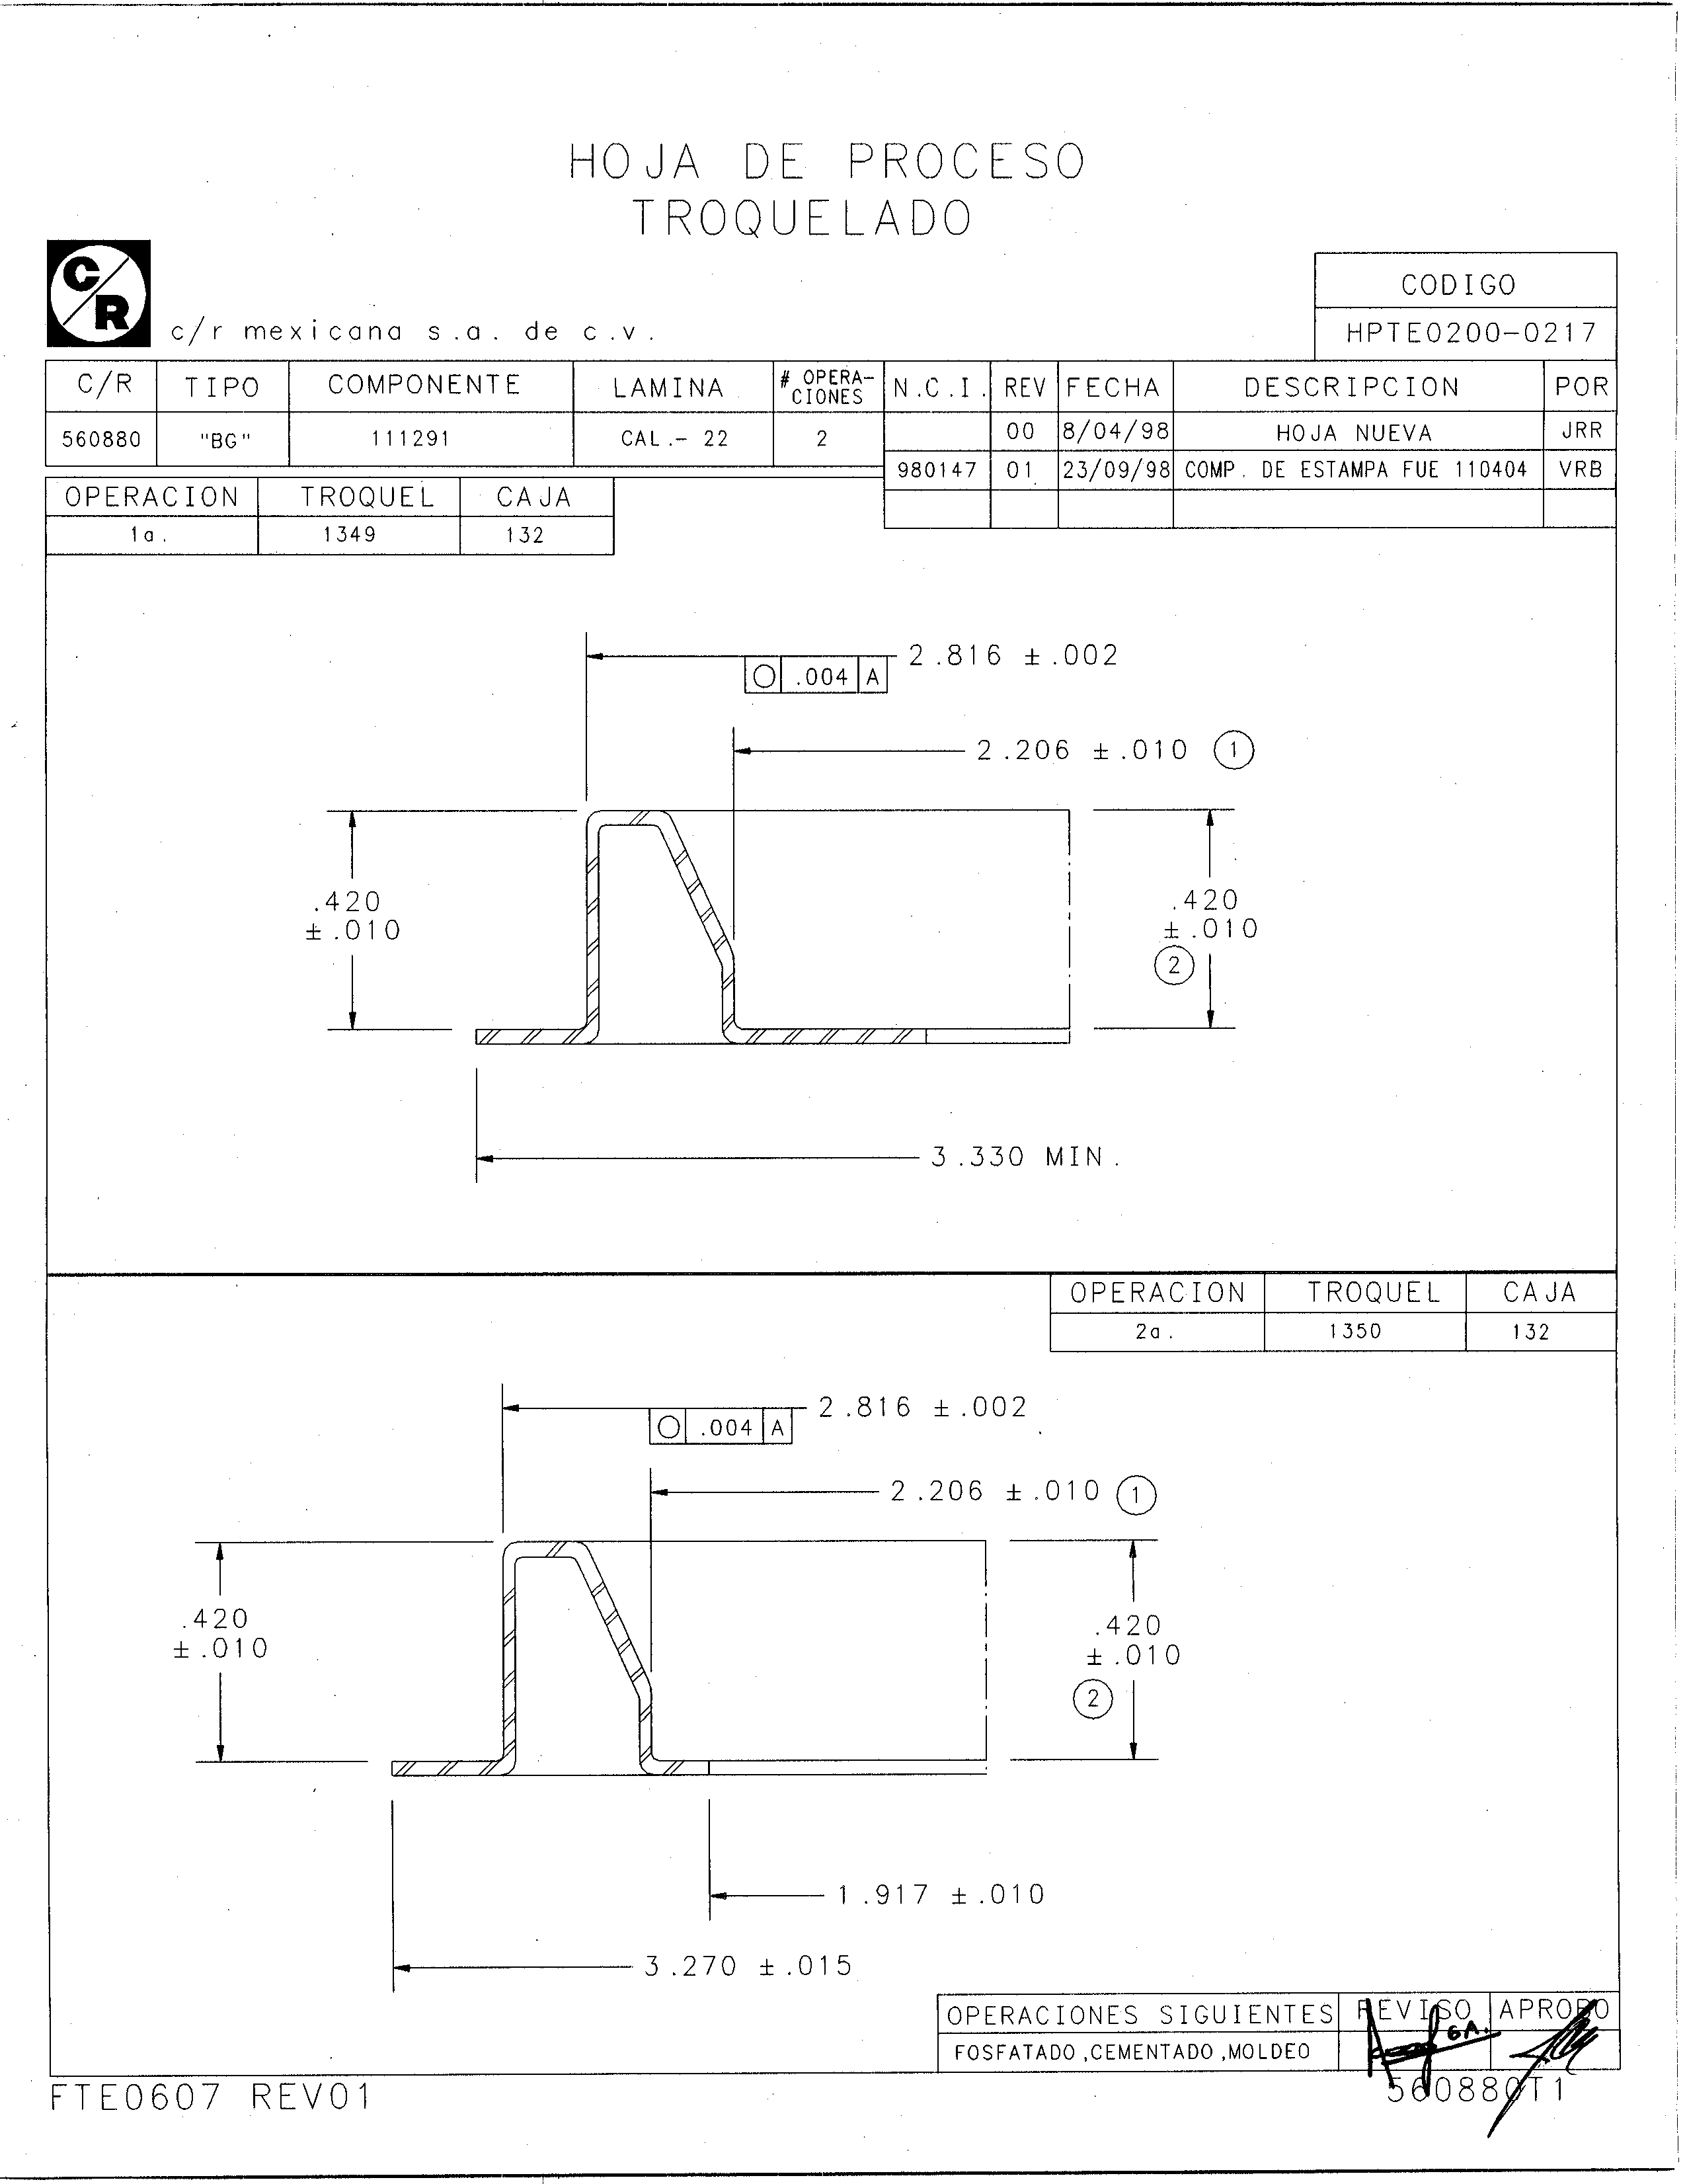 HOJA DE PROCESO
TROQUELADO
C/R
c/r mexicana s.a. de c.v.
CODIGO
HPTE0200-0217
C/R TIPO COMPONENTE LAMINA # OPERA-CIONES N.C.I. REV FECHA DESCRIPCION POR
560880 "BG" 111291 CAL.- 22 2 00 8/04/98 HOJA NUEVA JRR
980147 01 23/09/98 COMP. DE ESTAMPA FUE 110404 VRB
OPERACION TROQUEL CAJA
1a. 1349 132
2.816 ±.002
○ .004 A
2.206 ±.010 1
.420 .420
±.010 ±.010
2
3.330 MIN.
OPERACION TROQUEL CAJA
2a. 1350 132
2.816 ±.002
○ .004 A
2.206 ±.010 1
.420 .420
±.010 ±.010
2
1.917 ±.010
3.270 ±.015
OPERACIONES SIGUIENTES REVISO APROBO
FOSFATADO,CEMENTADO,MOLDEO
FTE0607 REV01 560880T1